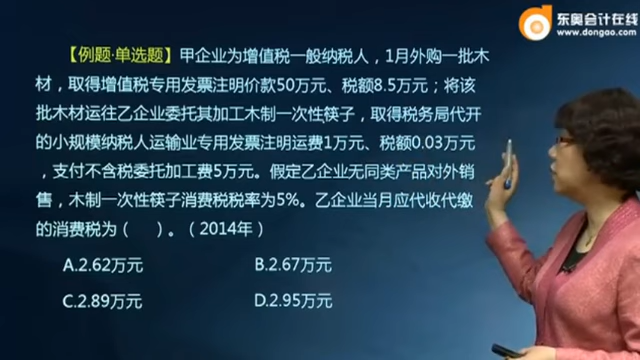 东奥会计在线
www.dongao.com
【例题·单选题】甲企业为增值税一般纳税人，1月外购一批木
材，取得增值税专用发票注明价款50万元、税额8.5万元；将该
批木材运往乙企业委托其加工木制一次性筷子，取得税务局代开
的小规模纳税人运输业专用发票注明运费1万元、税额0.03万元
，支付不含税委托加工费5万元。假定乙企业无同类产品对外销
售，木制一次性筷子消费税税率为5%。乙企业当月应代收代缴
的消费税为（ ）。（2014年）
A.2.62万元
B.2.67万元
C.2.89万元
D.2.95万元